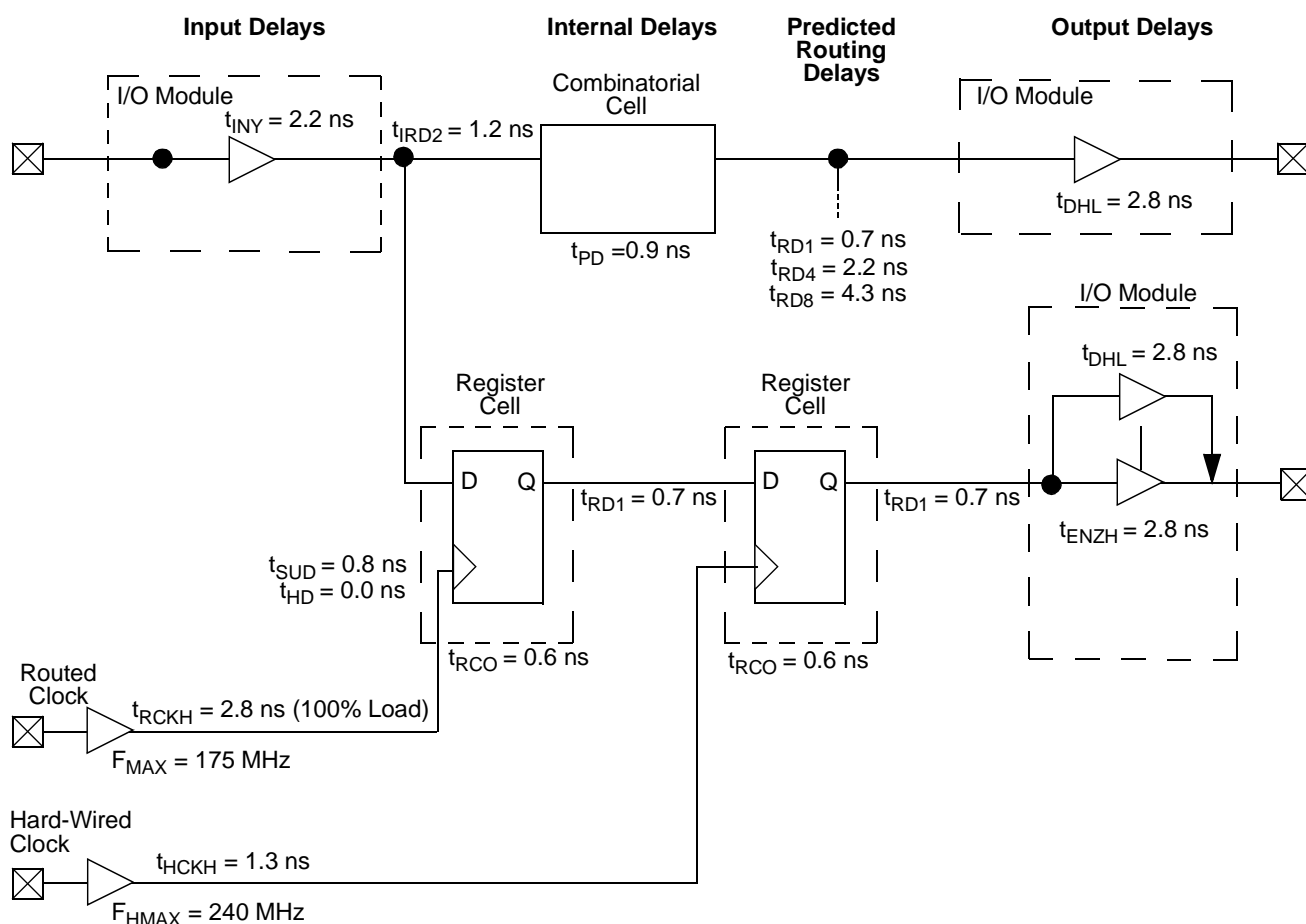 Input Delays
Internal Delays
Predicted
Routing
Delays
Output Delays
I/O Module
tINY = 2.2 ns
tIRD2 = 1.2 ns
Combinatorial
Cell
tPD =0.9 ns
tRD1 = 0.7 ns
tRD4 = 2.2 ns
tRD8 = 4.3 ns
I/O Module
tDHL = 2.8 ns
I/O Module
tDHL = 2.8 ns
tENZH = 2.8 ns
Register
Cell
D Q
tRD1 = 0.7 ns
Register
Cell
D Q
tRD1 = 0.7 ns
tSUD = 0.8 ns
tHD = 0.0 ns
tRCO = 0.6 ns
tRCO = 0.6 ns
Routed
Clock
tRCKH = 2.8 ns (100% Load)
FMAX = 175 MHz
Hard-Wired
Clock
tHCKH = 1.3 ns
FHMAX = 240 MHz